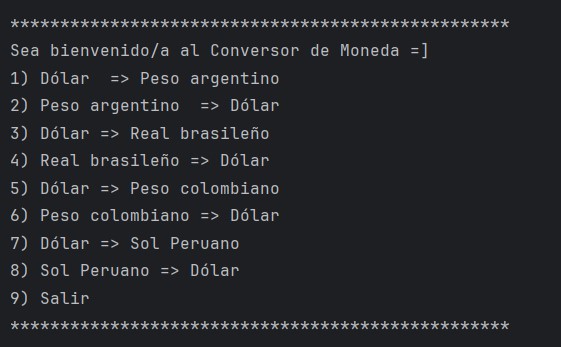 **************************************************
Sea bienvenido/a al Conversor de Moneda =]
1) Dólar  => Peso argentino
2) Peso argentino  => Dólar
3) Dólar => Real brasileño
4) Real brasileño => Dólar
5) Dólar => Peso colombiano
6) Peso colombiano => Dólar
7) Dólar => Sol Peruano
8) Sol Peruano => Dólar
9) Salir
**************************************************